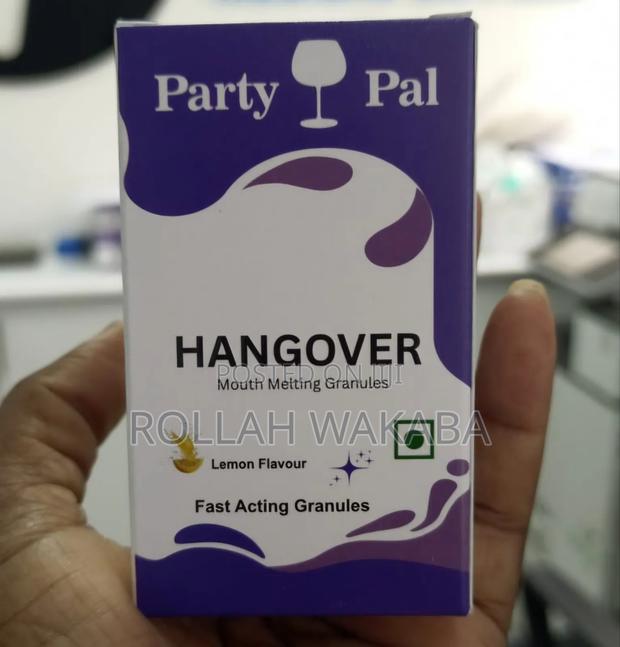 Party Pal
HANGOVER
POSTED ON JIJI
Mouth Melting Granules
ROLLAH WAKABA
Lemon Flavour
Fast Acting Granules